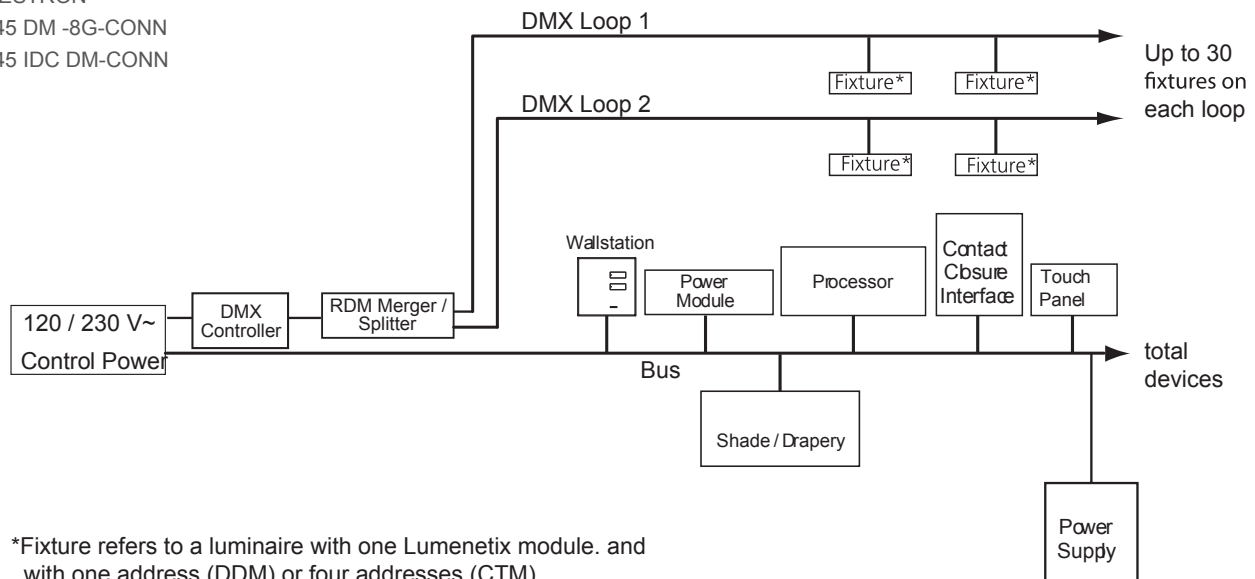 45 DM -8G-CONN
45 IDC DM-CONN
DMX Loop 1
Up to 30
fixtures on
each loop
Fixture*
Fixture*
DMX Loop 2
Fixture*
Fixture*
Wallstation
Power
Module
Processor
Contact
Closure
Interface
Touch
Panel
120 / 230 V~
Control Power
DMX
Controller
RDM Merger /
Splitter
Bus
total
devices
Shade / Drapery
Power
Supply
*Fixture refers to a luminaire with one Lumenetix module. and
with one address (DDM) or four addresses (CTM)